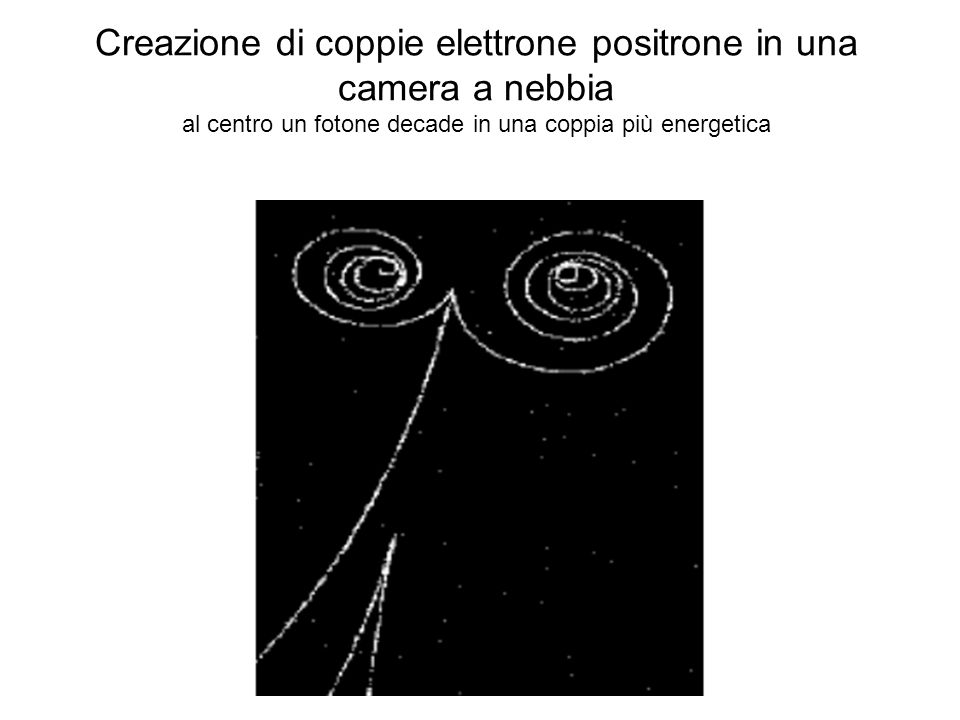 Creazione di coppie elettrone positrone in una
camera a nebbia
al centro un fotone decade in una coppia più energetica